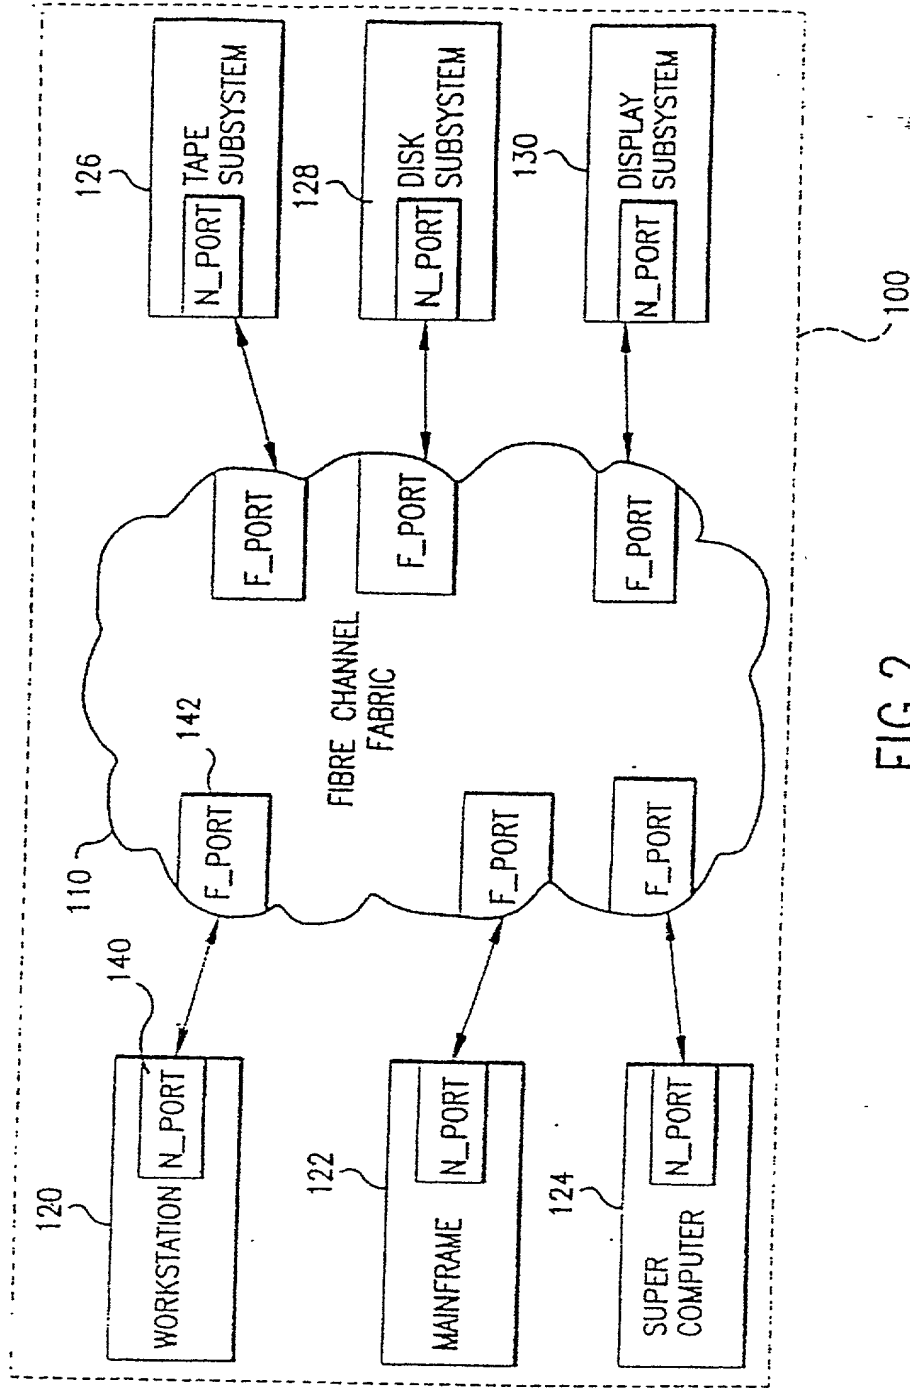 120
WORKSTATION
N_PORT
140
110
F_PORT
142
126
N_PORT
TAPE
SUBSYSTEM
F_PORT
122
MAINFRAME
N_PORT
F_PORT
FIBRE CHANNEL
FABRIC
F_PORT
128
N_PORT
DISK
SUBSYSTEM
124
SUPER
COMPUTER
N_PORT
F_PORT
F_PORT
130
N_PORT
DISPLAY
SUBSYSTEM
100
FIG 2